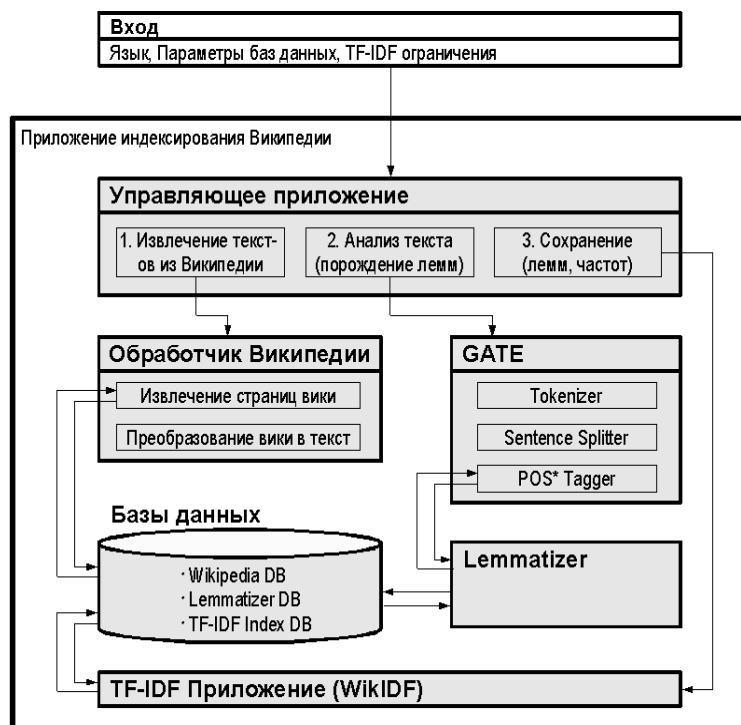 Вход
Язык, Параметры баз данных, TF-IDF ограничения
Приложение индексирования Википедии
Управляющее приложение
1. Извлечение текст-
ов из Википедии
2. Анализ текста
(порождение лемм)
3. Сохранение
(лемм, частот)
Обработчик Википедии
Извлечение страниц вики
Преобразование вики в текст
GATE
Tokenizer
Sentence Splitter
POS* Tagger
Базы данных
· Wikipedia DB
· Lemmatizer DB
· TF-IDF Index DB
Lemmatizer
TF-IDF Приложение (WikIDF)